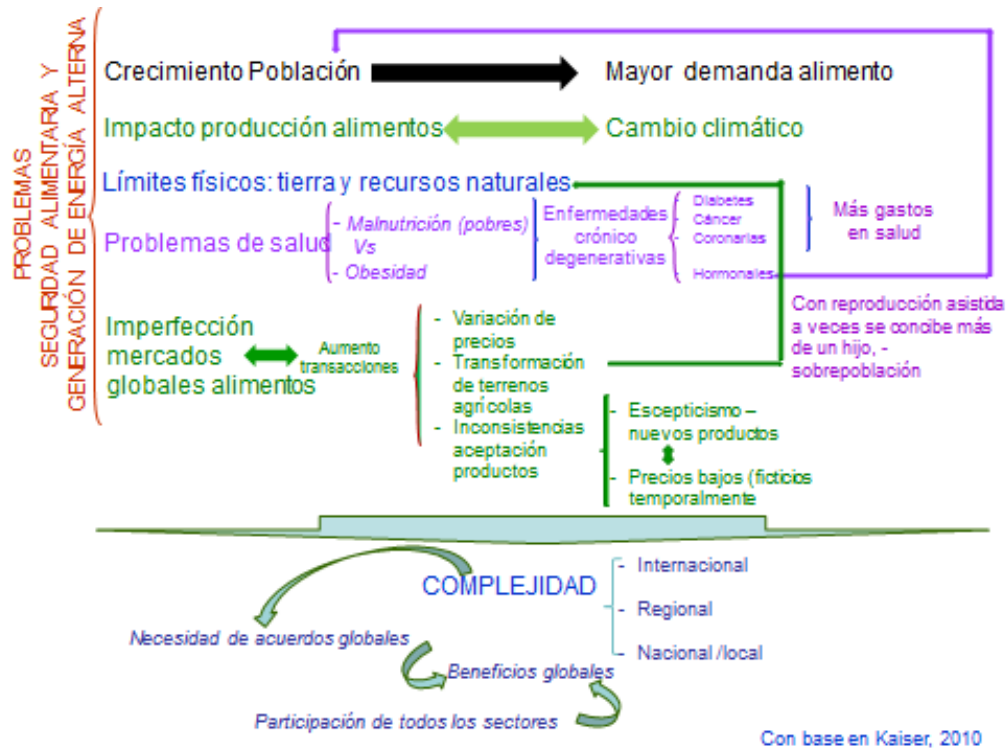 PROBLEMAS
SEGURIDAD ALIMENTARIA Y
GENERACIÓN DE ENERGÍA ALTERNA
Crecimiento Población
Mayor demanda alimento
Impacto producción alimentos
Cambio climático
Límites físicos: tierra y recursos naturales
Problemas de salud
- Malnutrición (pobres)
Vs
- Obesidad
Enfermedades
crónico
degenerativas
- Diabetes
- Cáncer
- Coronarias
- Hormonales
Más gastos
en salud
Con reproducción asistida
a veces se concibe más
de un hijo, -
sobrepoblación
Imperfección
mercados
globales alimentos
Aumento
transacciones
- Variación de
precios
- Transformación
de terrenos
agrícolas
- Inconsistencias
aceptación
productos
- Escepticismo –
nuevos productos
- Precios bajos (ficticios
temporalmente
COMPLEJIDAD
- Internacional
- Regional
- Nacional /local
Necesidad de acuerdos globales
Beneficios globales
Participación de todos los sectores
Con base en Kaiser, 2010